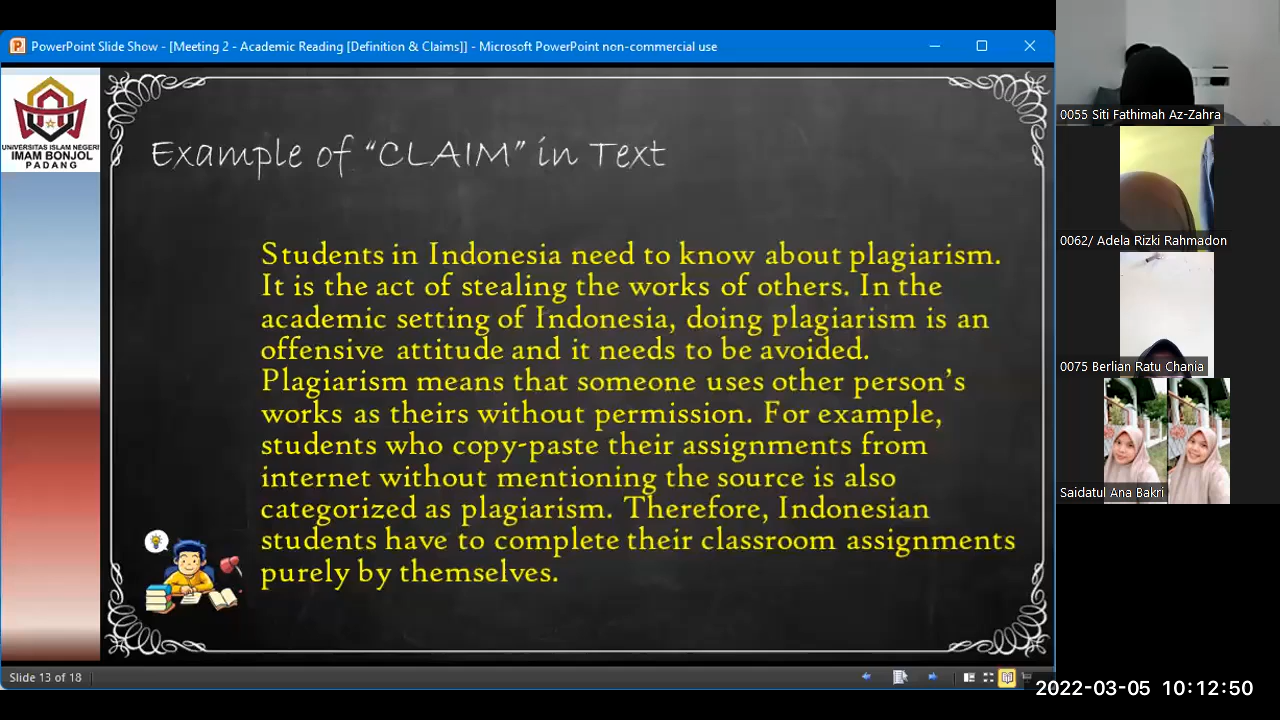 PowerPoint Slide Show - [Meeting 2 - Academic Reading [Definition & Claims]] - Microsoft PowerPoint non-commercial use
UNIVERSITAS ISLAM NEGERI
IMAM BONJOL
PADANG
Example of “CLAIM” in Text
Students in Indonesia need to know about plagiarism.
It is the act of stealing the works of others. In the
academic setting of Indonesia, doing plagiarism is an
offensive attitude and it needs to be avoided.
Plagiarism means that someone uses other person’s
works as theirs without permission. For example,
students who copy-paste their assignments from
internet without mentioning the source is also
categorized as plagiarism. Therefore, Indonesian
students have to complete their classroom assignments
purely by themselves.
Slide 13 of 18
0055 Siti Fathimah Az-Zahra
0062/ Adela Rizki Rahmadon
0075 Berlian Ratu Chania
Saidatul Ana Bakri
2022-03-05 10:12:50